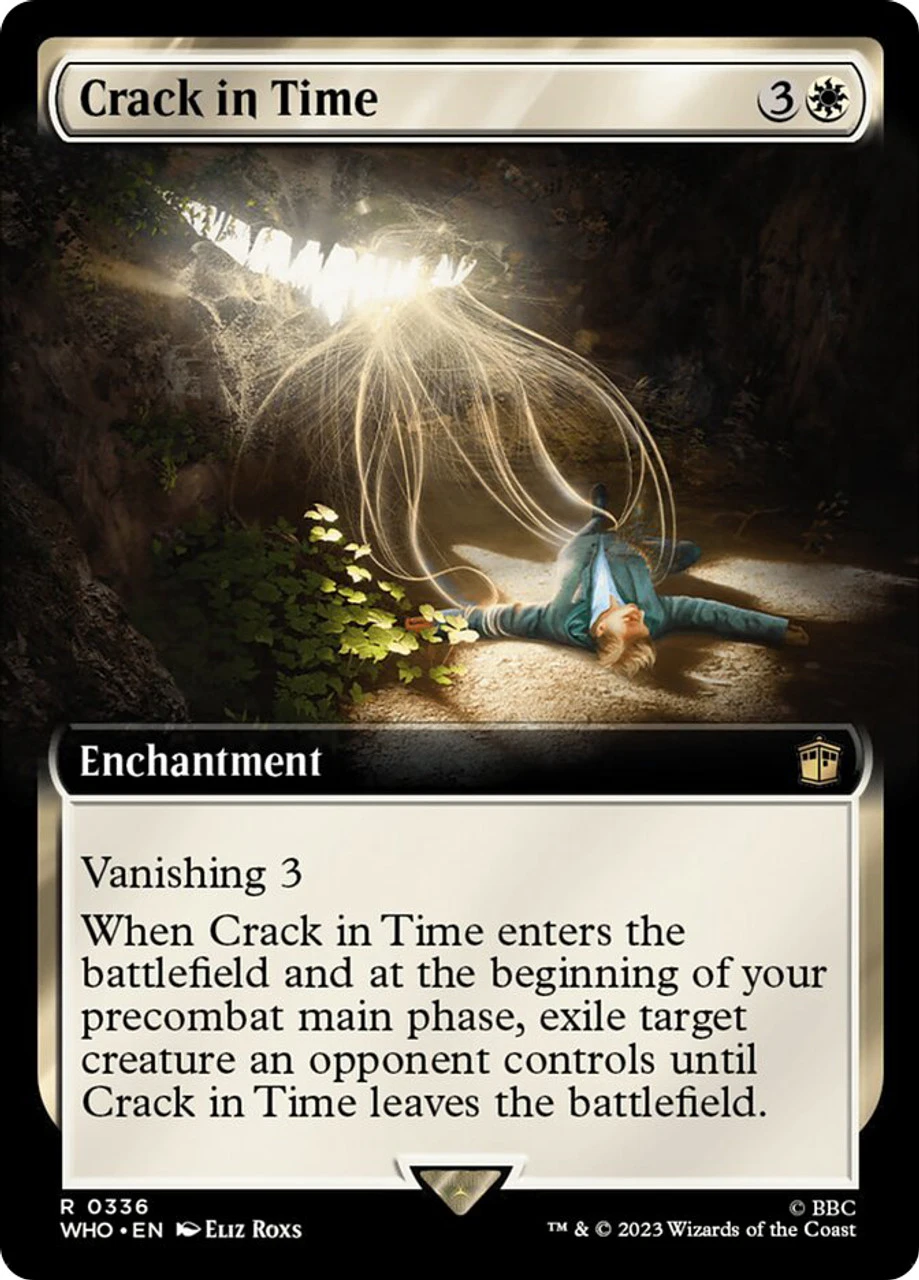 Crack in Time 3
Enchantment
Vanishing 3
When Crack in Time enters the
battlefield and at the beginning of your
precombat main phase, exile target
creature an opponent controls until
Crack in Time leaves the battlefield.
R 0336
WHO • EN Eliz Roxs
© BBC
™ & © 2023 Wizards of the Coast